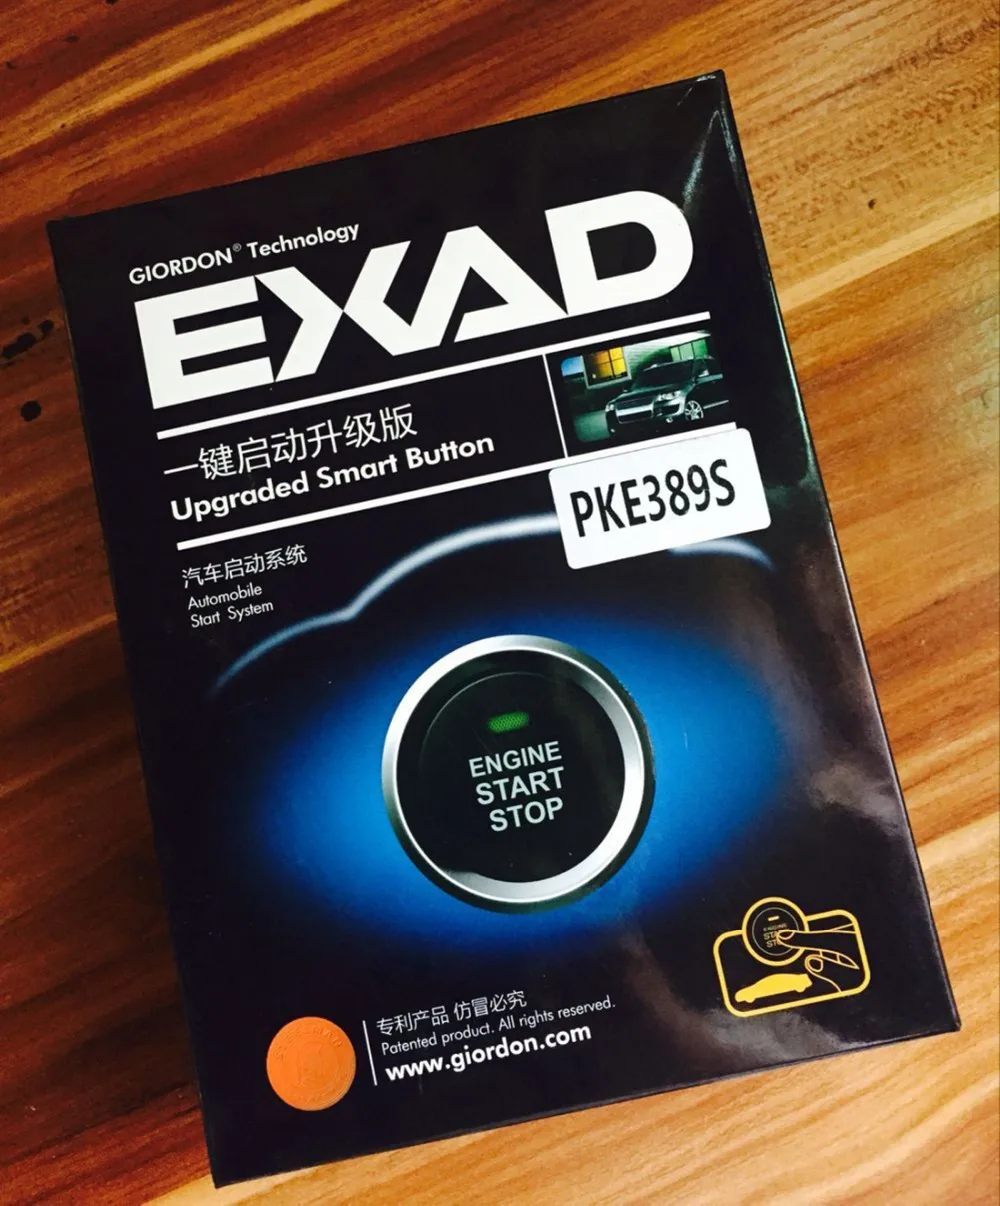 GIORDON® Technology
EXAD
一键启动升级版
Upgraded Smart Button
PKE389S
汽车启动系统
Automobile
Start System
ENGINE
START
STOP
ENGINE
专利产品 仿冒必究
Patented product. All rights reserved.
www.giordon.com